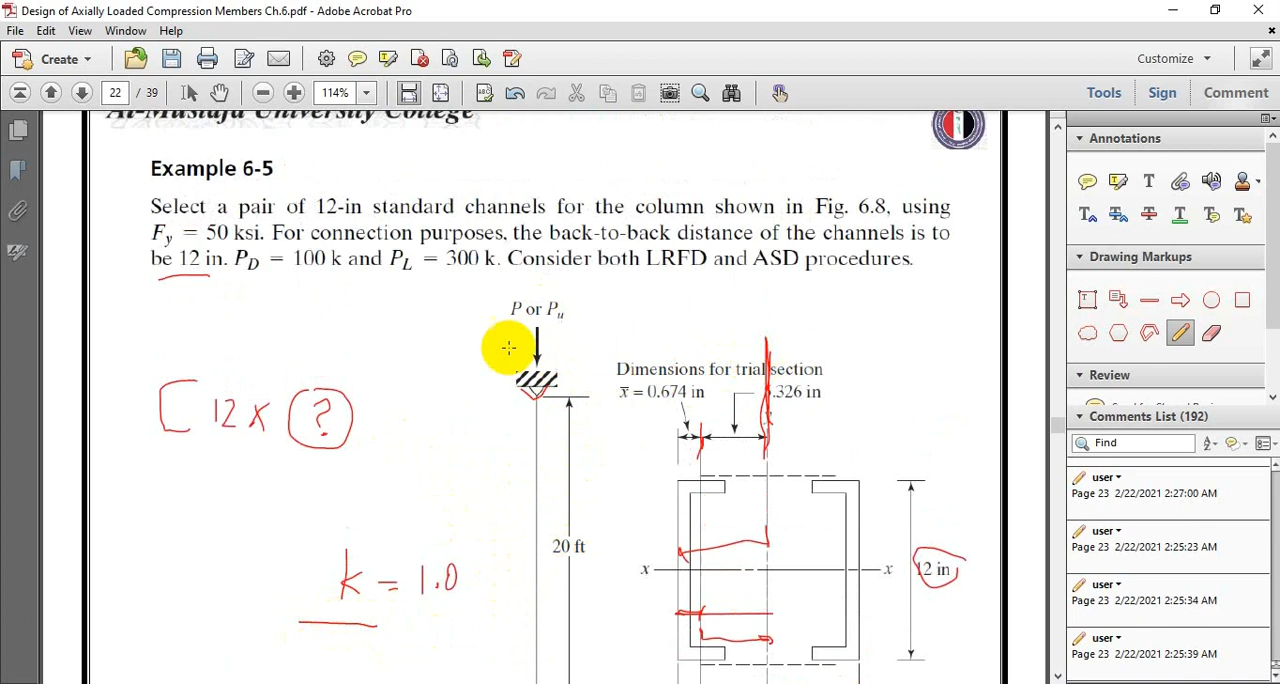 Design of Axially Loaded Compression Members Ch.6.pdf - Adobe Acrobat Pro
File Edit View Window Help
Create Customize
22 / 39 114% Tools Sign Comment
Al-Mustafa University College
Example 6-5
Select a pair of 12-in standard channels for the column shown in Fig. 6.8, using
Fy = 50 ksi. For connection purposes, the back-to-back distance of the channels is to
be 12 in. PD = 100 k and PL = 300 k. Consider both LRFD and ASD procedures.
P or Pu
Dimensions for trial section
x̄ = 0.674 in .326 in
[ 12 x ?
20 ft
k = 1.0
x x 12 in
Annotations
Drawing Markups
Review
Comments List (192)
Find
user
Page 23 2/22/2021 2:27:00 AM
user
Page 23 2/22/2021 2:25:23 AM
user
Page 23 2/22/2021 2:25:34 AM
user
Page 23 2/22/2021 2:25:39 AM